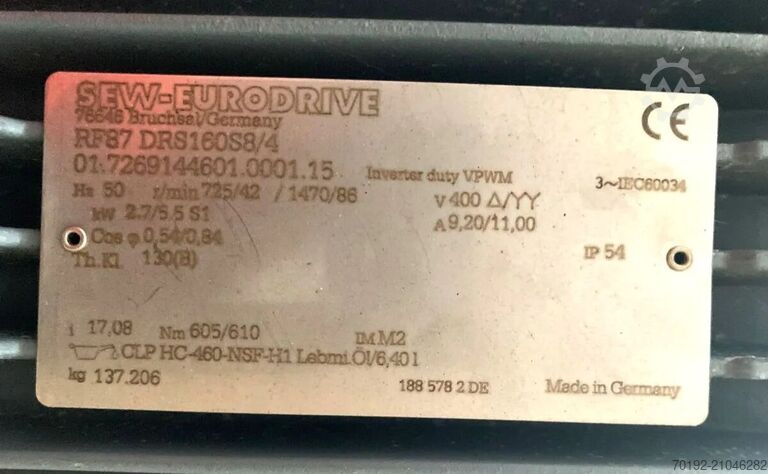 SEW-EURODRIVE
76646 Bruchsal/Germany
RF87 DRS160S8/4
01.7269144601.0001.15 Inverter duty VPWM 3~IEC60034
Hz 50 r/min 725/42 / 1470/86 V 400 Δ/YY
kW 2.7/5.5 S1 A 9,20/11,00
Cos φ 0,54/0,84
Th.Kl 130(B) IP 54
i 17,08 Nm 605/610 IM M2
CLP HC-460-NSF-H1 Lebmi.Öl/6,40 l
kg 137.206 188 578 2 DE Made in Germany
CE
70192-21046282